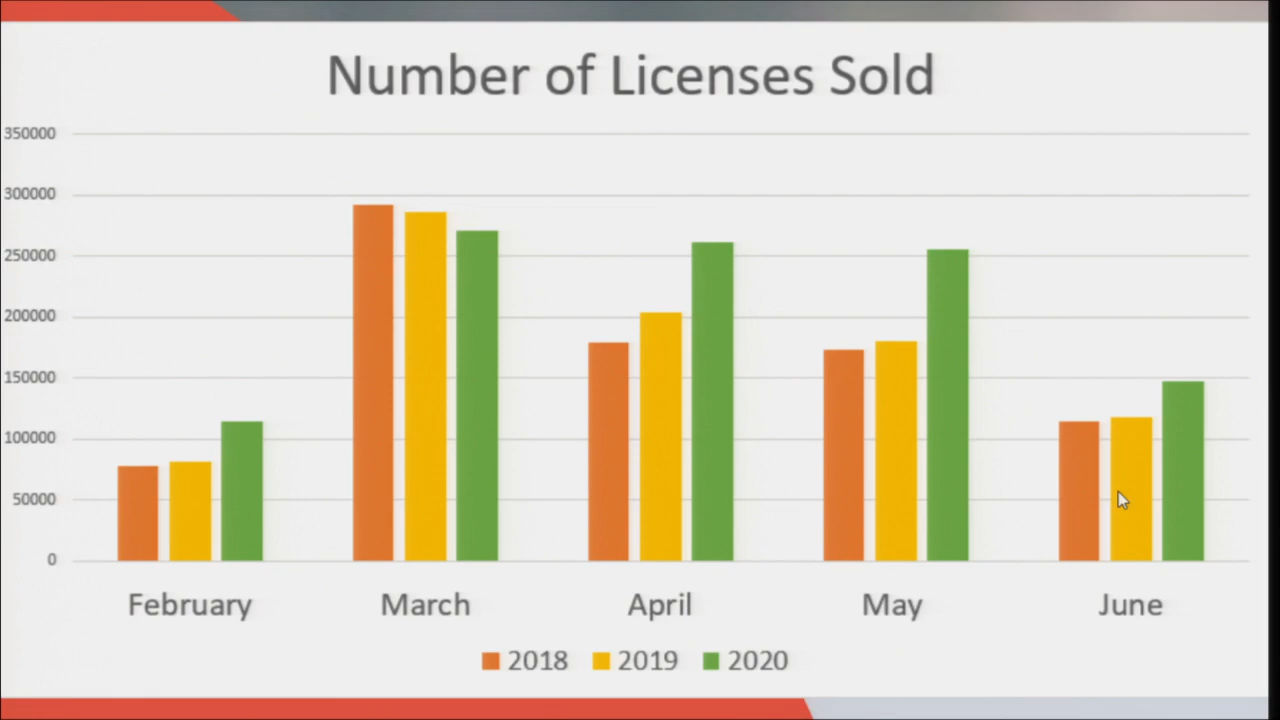 Number of Licenses Sold
350000
300000
250000
200000
150000
100000
50000
0
February March April May June
2018 2019 2020